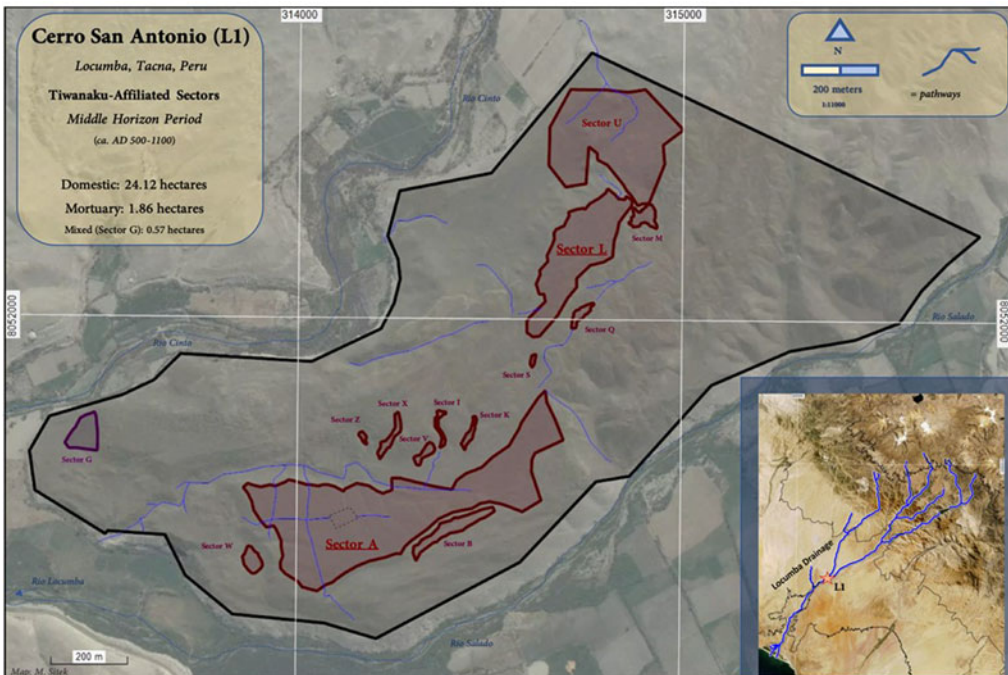 314000
315000
Cerro San Antonio (L1)
Locumba, Tacna, Peru
Tiwanaku-Affiliated Sectors
Middle Horizon Period
(ca. AD 500-1100)
Domestic: 24.12 hectares
Mortuary: 1.86 hectares
Mixed (Sector G): 0.57 hectares
N
200 meters
1:11000
= pathways
Rio Cinto
Sector U
Sector M
Sector L
8052000
8052000
Rio Salado
Sector Q
Rio Cinto
Sector S
Sector X
Sector I
Sector K
Sector Z
Sector V
Sector G
Sector A
Sector B
Sector W
Rio Locumba
Rio Salado
200 m
Map: M. Sitek
Locumba Drainage
L1